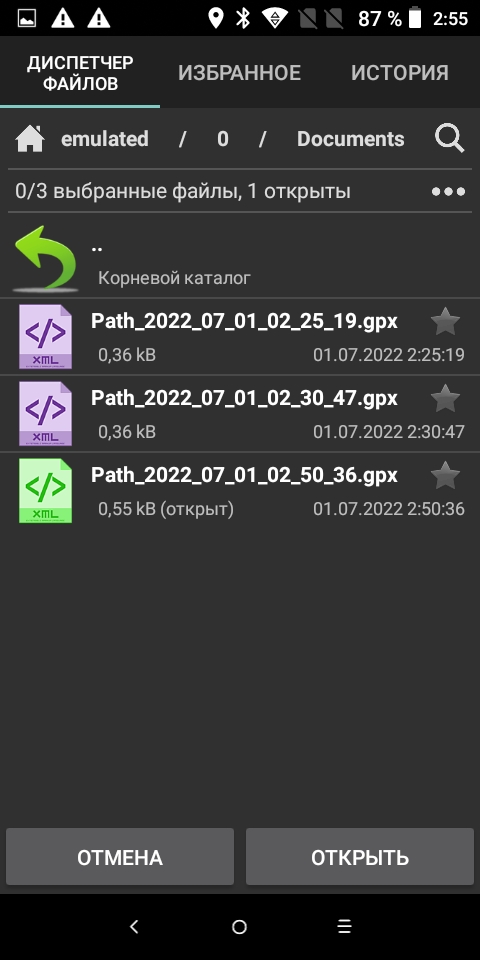 87 % 2:55
ДИСПЕТЧЕР
ФАЙЛОВ
ИЗБРАННОЕ
ИСТОРИЯ
emulated / 0 / Documents
0/3 выбранные файлы, 1 открыты
..
Корневой каталог
Path_2022_07_01_02_25_19.gpx
XML
0,36 kB 01.07.2022 2:25:19
Path_2022_07_01_02_30_47.gpx
XML
0,36 kB 01.07.2022 2:30:47
Path_2022_07_01_02_50_36.gpx
XML
0,55 kB (открыт) 01.07.2022 2:50:36
ОТМЕНА
ОТКРЫТЬ